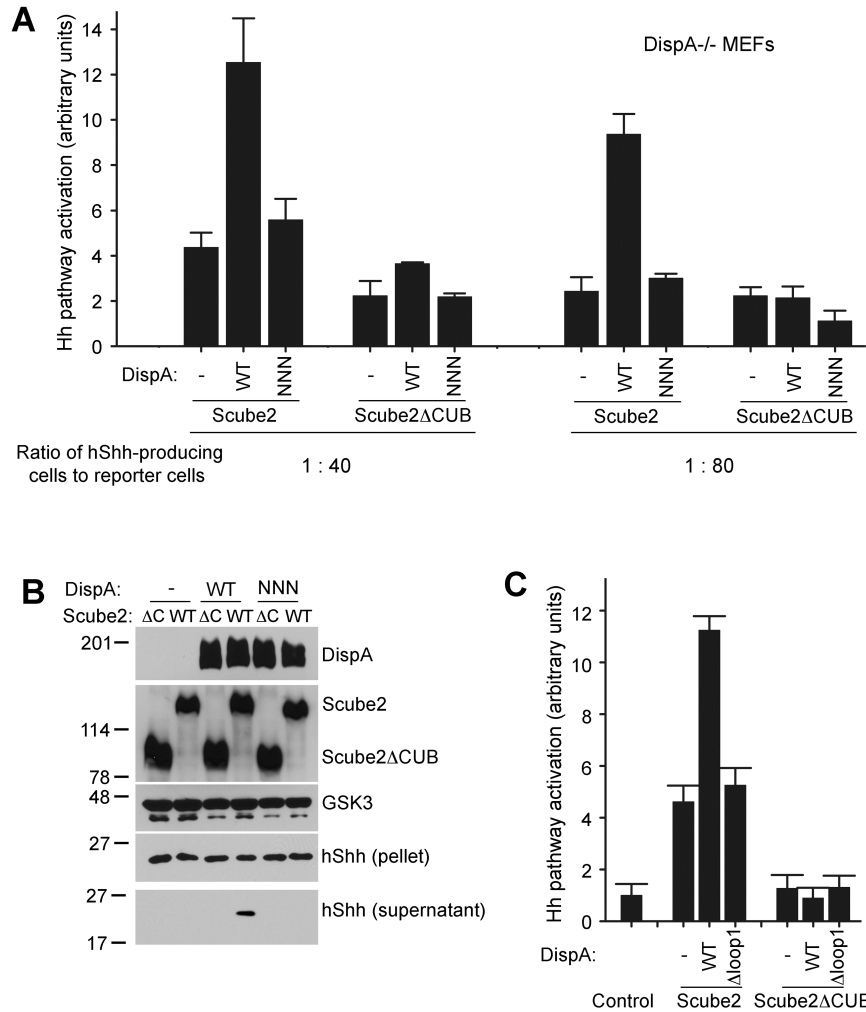 A
Hh pathway activation (arbitrary units)
14
12
10
8
6
4
2
0
DispA-/- MEFs
DispA: - WT NNN - WT NNN - WT NNN - WT NNN
Scube2 Scube2ΔCUB Scube2 Scube2ΔCUB
Ratio of hShh-producing
cells to reporter cells
1 : 40 1 : 80
B
DispA: - WT NNN
Scube2: ΔC WT ΔC WT ΔC WT
201 DispA
Scube2
114
Scube2ΔCUB
78
48 GSK3
27
hShh (pellet)
27
hShh (supernatant)
17
C
Hh pathway activation (arbitrary units)
12
10
8
6
4
2
0
DispA: - WT Δloop1 - WT Δloop1
Control Scube2 Scube2ΔCUB